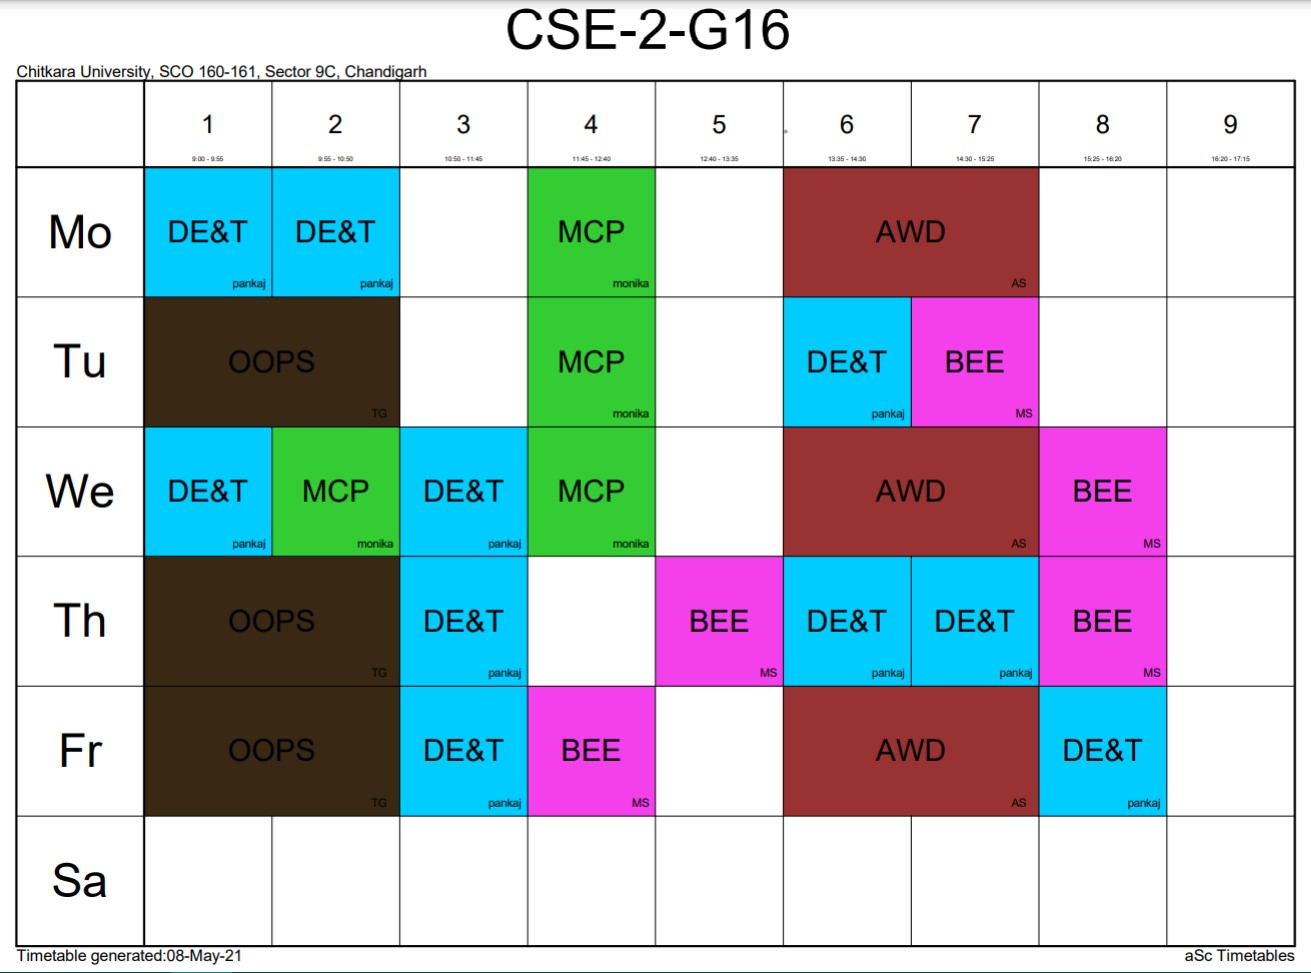 CSE-2-G16
Chitkara University, SCO 160-161, Sector 9C, Chandigarh
1 2 3 4 5 6 7 8 9
9:00 - 9:55 9:55 - 10:50 10:50 - 11:45 11:45 - 12:40 12:40 - 13:35 13:35 - 14:30 14:30 - 15:25 15:25 - 16:20 16:20 - 17:15
Mo DE&T DE&T MCP AWD
pankaj pankaj monika AS
Tu OOPS MCP DE&T BEE
TG monika pankaj MS
We DE&T MCP DE&T MCP AWD BEE
pankaj monika pankaj monika AS MS
Th OOPS DE&T BEE DE&T DE&T BEE
TG pankaj MS pankaj pankaj MS
Fr OOPS DE&T BEE AWD DE&T
TG pankaj MS AS pankaj
Sa
Timetable generated:08-May-21 aSc Timetables